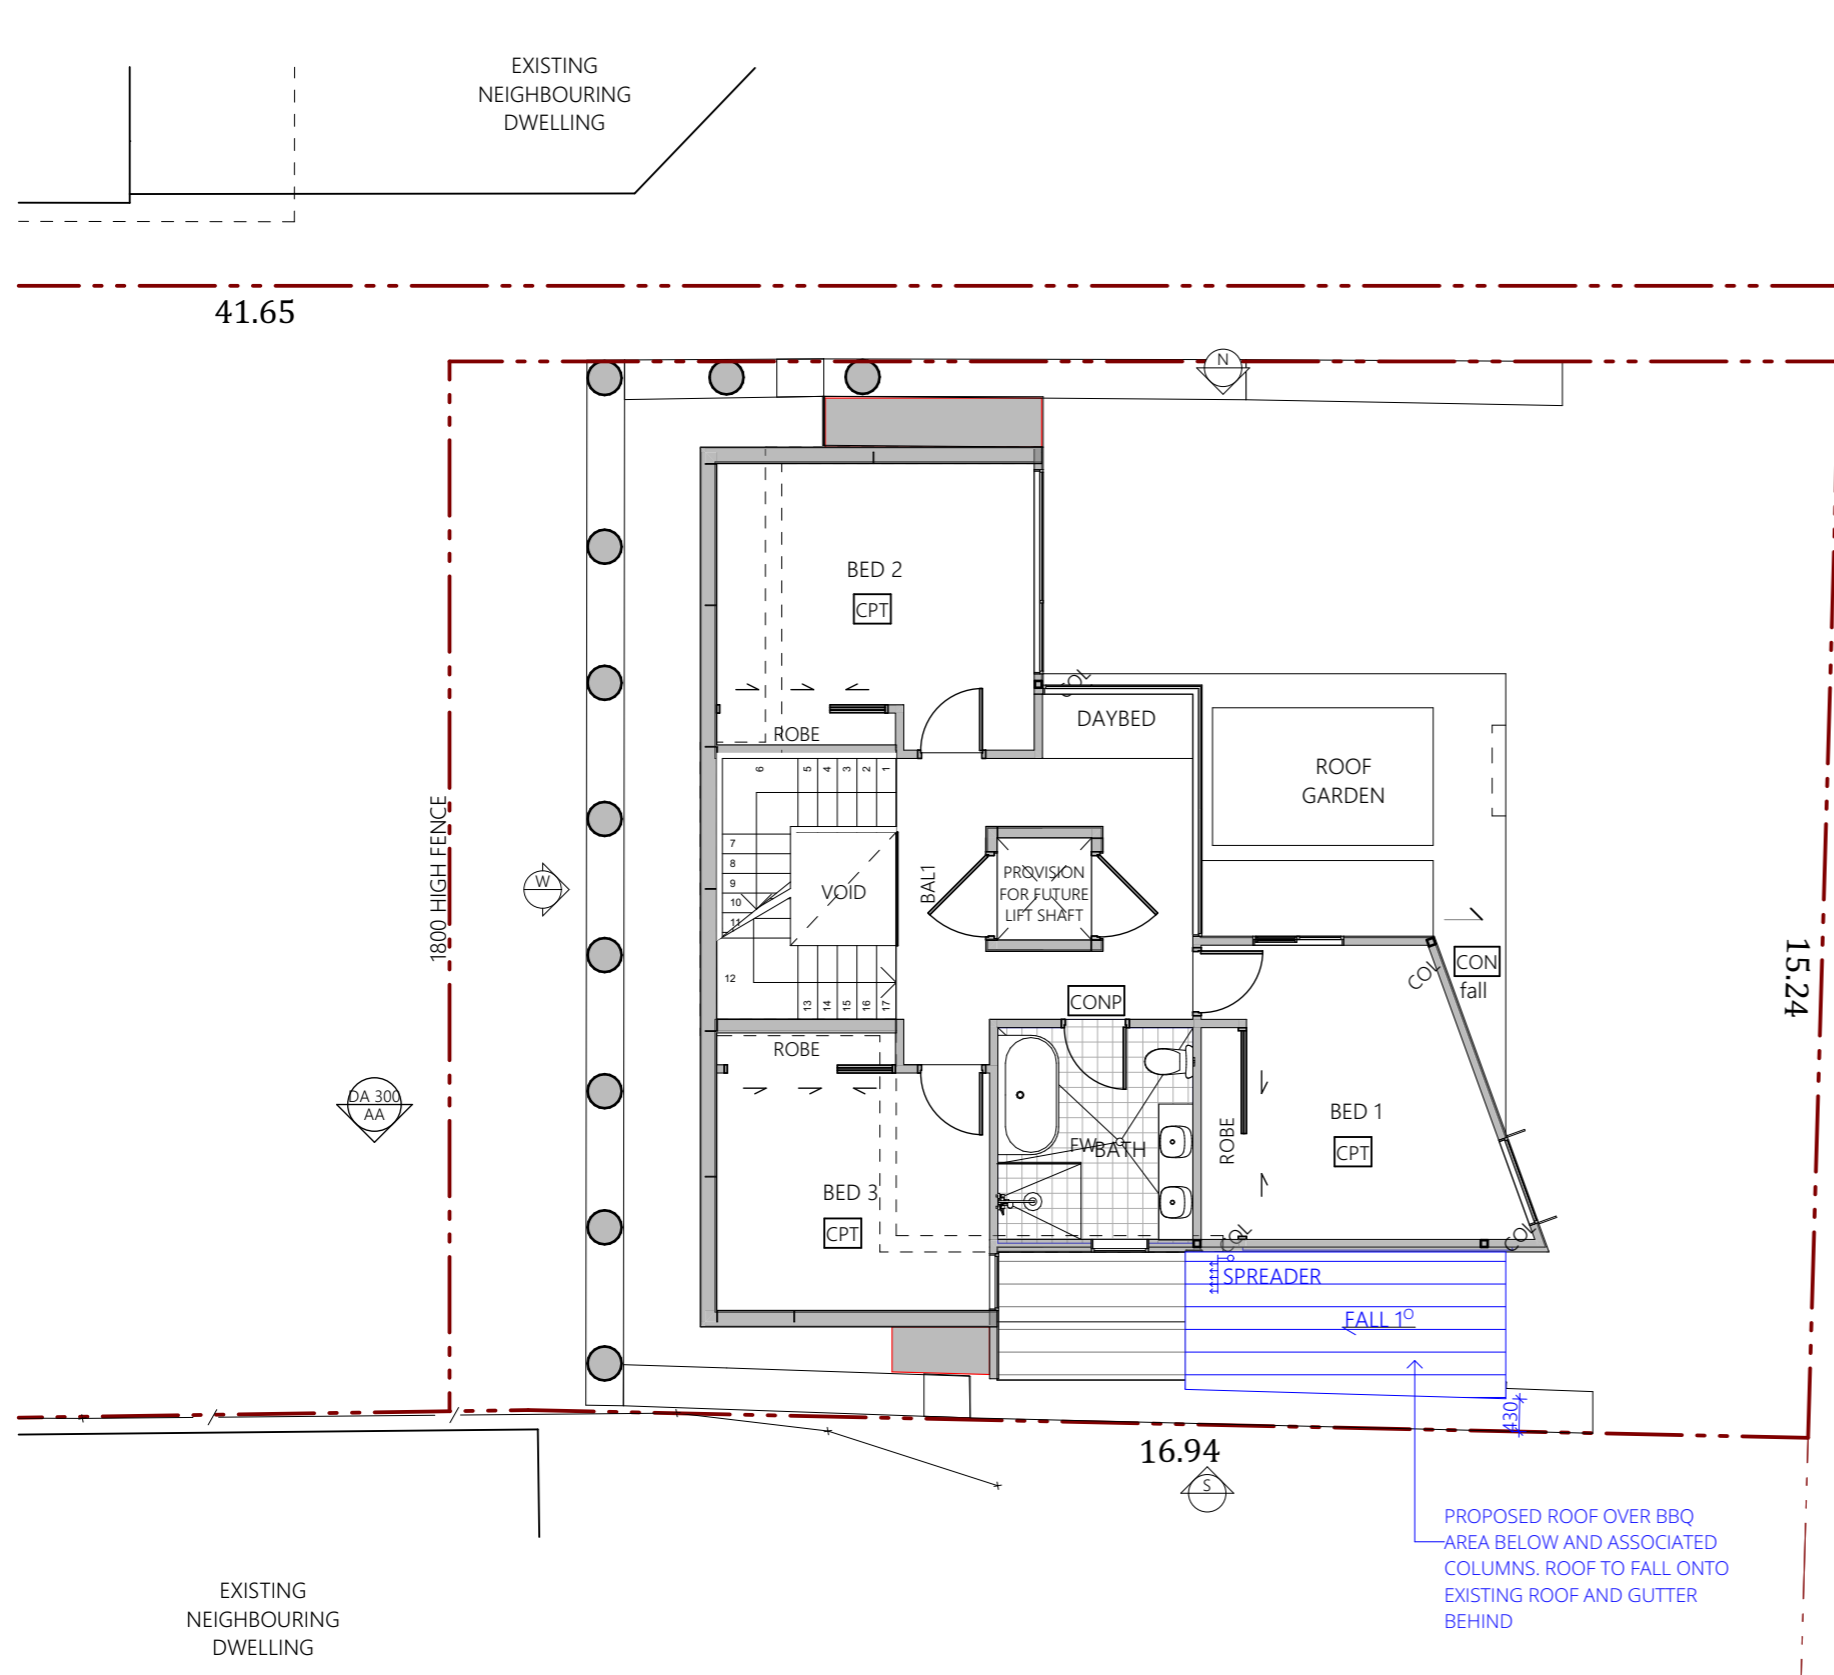 EXISTING
NEIGHBOURING
DWELLING
41.65
N
BED 2
CPT
COL
DAYBED
ROBE
ROOF
GARDEN
6
5
4
3
2
1
7
8
9
10
11
12
13
14
15
16
17
VOID
BAL1
PROVISION
FOR FUTURE
LIFT SHAFT
1800 HIGH FENCE
W
CON
fall
COL
15.24
CONP
ROBE
DA 300
AA
BED 1
CPT
ROBE
FW
BATH
BED 3
CPT
COL
COL
SPREADER
FALL 1°
430
16.94
S
PROPOSED ROOF OVER BBQ
AREA BELOW AND ASSOCIATED
COLUMNS. ROOF TO FALL ONTO
EXISTING ROOF AND GUTTER
BEHIND
EXISTING
NEIGHBOURING
DWELLING